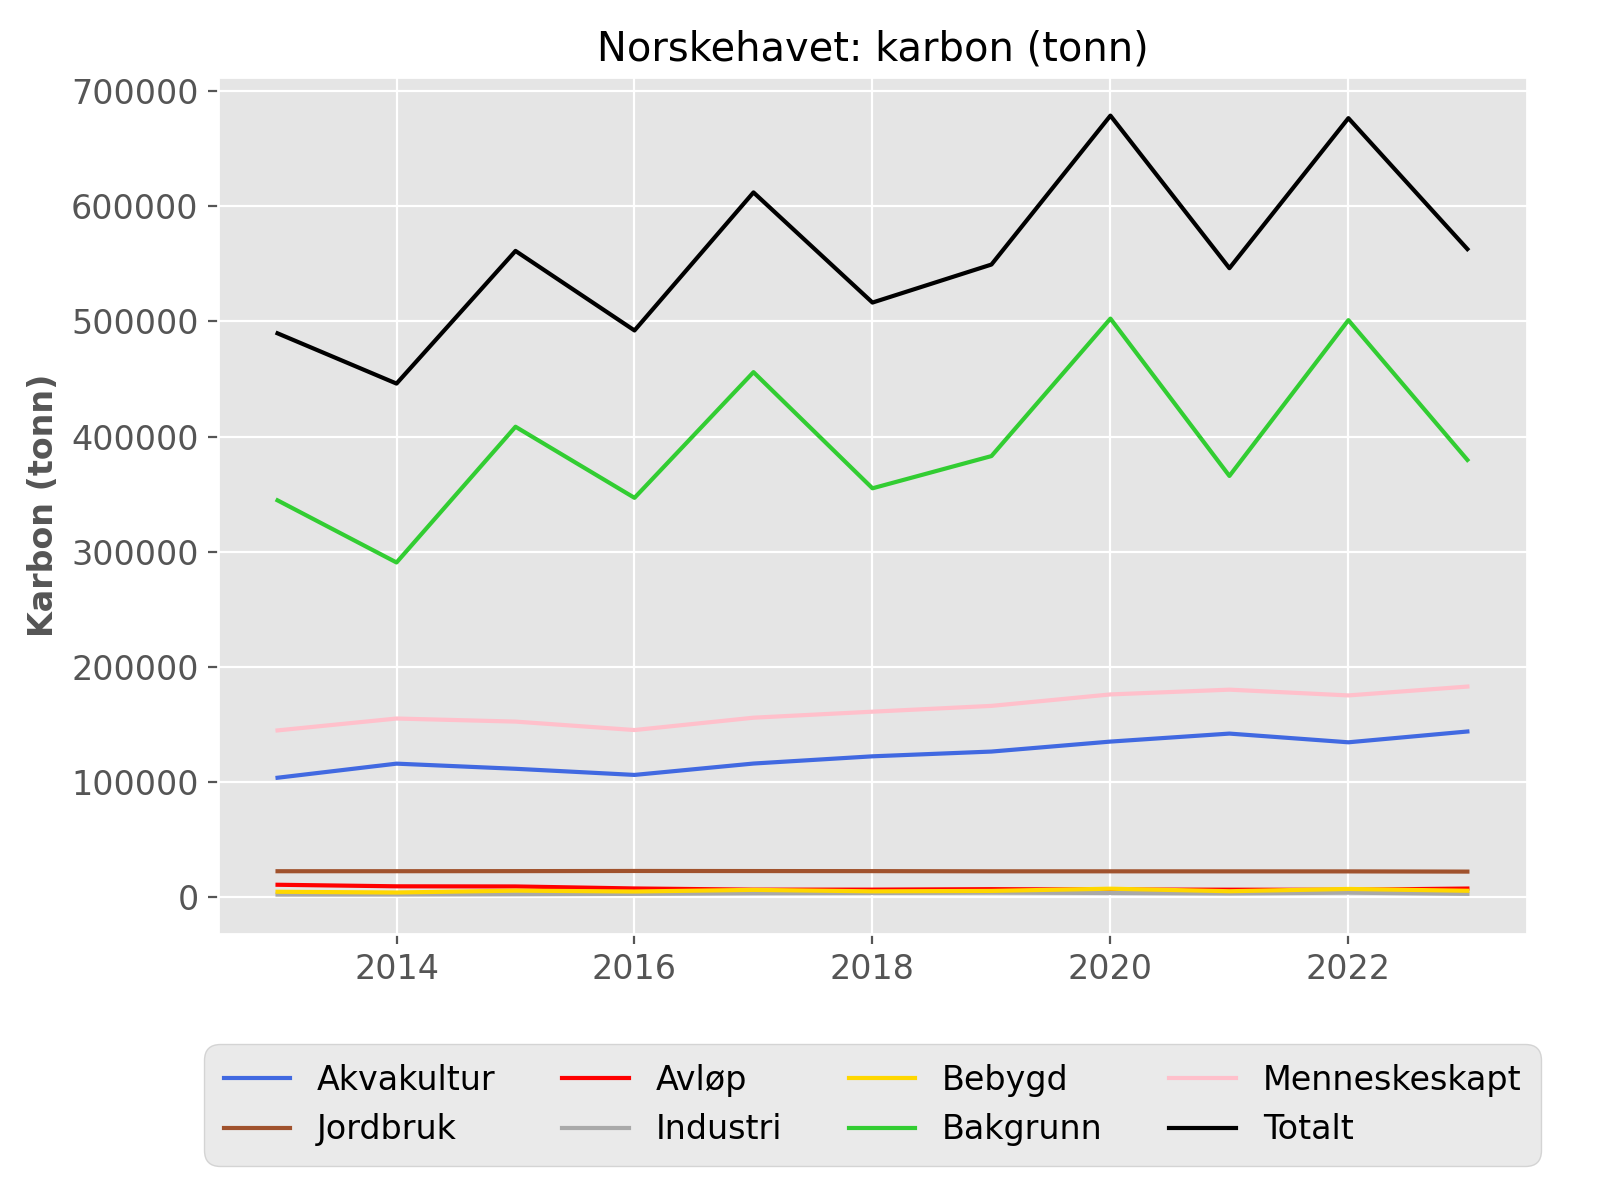 Norskehavet: karbon (tonn)
700000
600000
500000
400000
300000
200000
100000
0
Karbon (tonn)
2014 2016 2018 2020 2022
Akvakultur Avløp Bebygd Menneskeskapt
Jordbruk Industri Bakgrunn Totalt